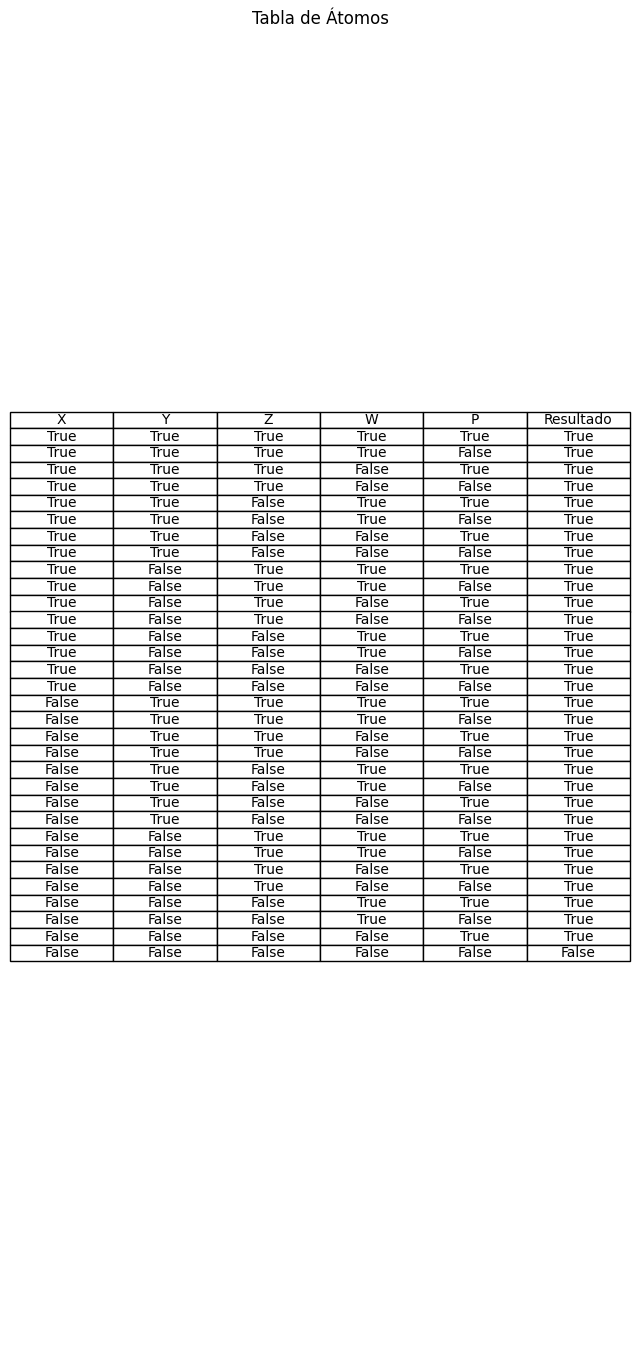 Tabla de Átomos
X Y Z W P Resultado
True True True True True True
True True True True False True
True True True False True True
True True True False False True
True True False True True True
True True False True False True
True True False False True True
True True False False False True
True False True True True True
True False True True False True
True False True False True True
True False True False False True
True False False True True True
True False False True False True
True False False False True True
True False False False False True
False True True True True True
False True True True False True
False True True False True True
False True True False False True
False True False True True True
False True False True False True
False True False False True True
False True False False False True
False False True True True True
False False True True False True
False False True False True True
False False True False False True
False False False True True True
False False False True False True
False False False False True True
False False False False False False